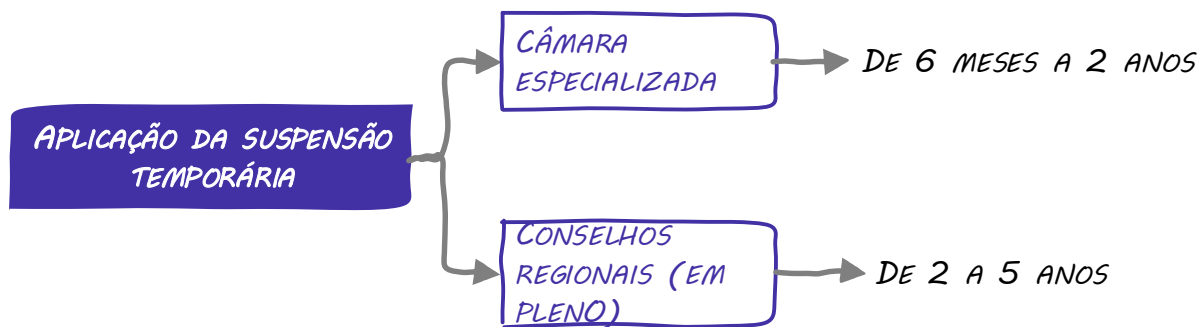 CÂMARA
ESPECIALIZADA
DE 6 MESES A 2 ANOS
APLICAÇÃO DA SUSPENSÃO
TEMPORÁRIA
CONSELHOS
REGIONAIS (EM
PLENO)
DE 2 A 5 ANOS